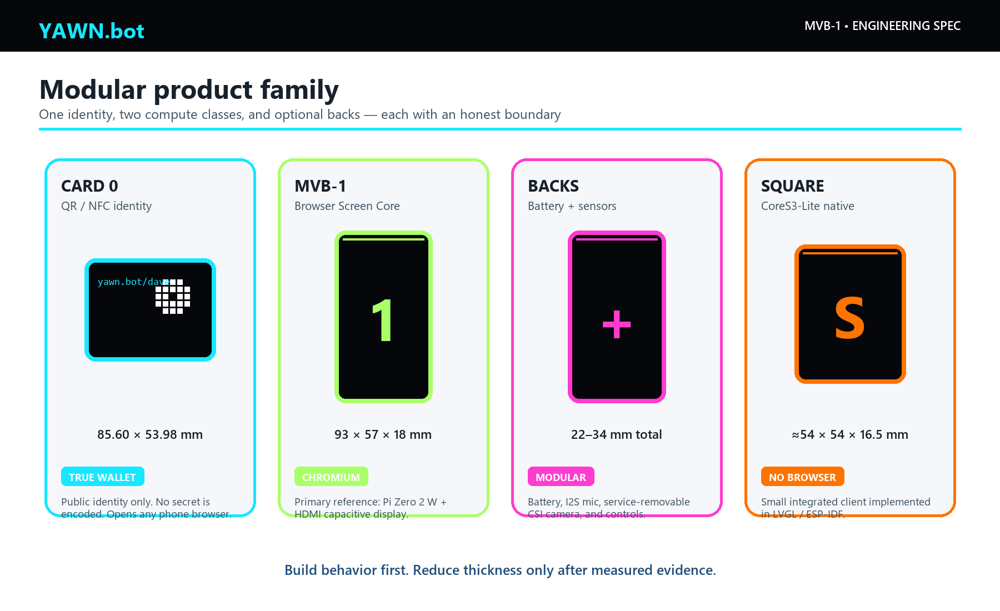 YAWN.bot
MVB-1 • ENGINEERING SPEC
Modular product family
One identity, two compute classes, and optional backs — each with an honest boundary
CARD 0
QR / NFC identity
yawn.bot/dave
85.60 × 53.98 mm
TRUE WALLET
Public identity only. No secret is
encoded. Opens any phone browser.
MVB-1
Browser Screen Core
1
93 × 57 × 18 mm
CHROMIUM
Primary reference: Pi Zero 2 W +
HDMI capacitive display.
BACKS
Battery + sensors
+
22–34 mm total
MODULAR
Battery, I2S mic, service-removable
CSI camera, and controls.
SQUARE
CoreS3-Lite native
S
≈54 × 54 × 16.5 mm
NO BROWSER
Small integrated client implemented
in LVGL / ESP-IDF.
Build behavior first. Reduce thickness only after measured evidence.